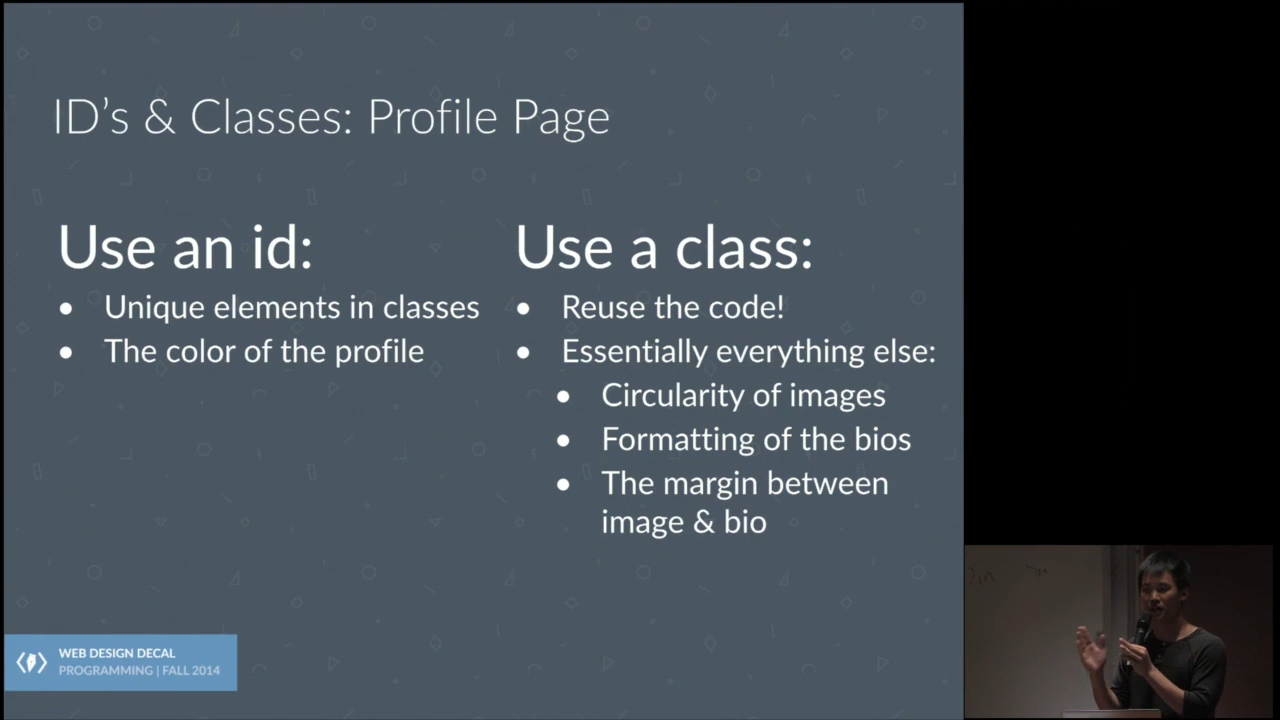 ID's & Classes: Profile Page
Use an id:
• Unique elements in classes
• The color of the profile
Use a class:
• Reuse the code!
• Essentially everything else:
• Circularity of images
• Formatting of the bios
• The margin between
image & bio
WEB DESIGN DECAL
PROGRAMMING | FALL 2014